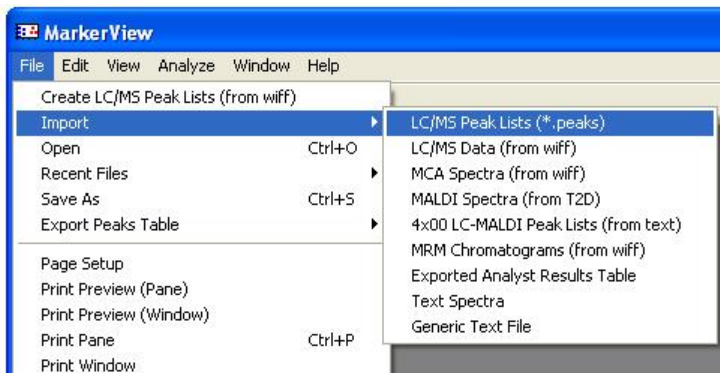 MarkerView
File Edit View Analyze Window Help
Create LC/MS Peak Lists (from wiff)
Import
Open Ctrl+O
Recent Files
Save As Ctrl+S
Export Peaks Table
Page Setup
Print Preview (Pane)
Print Preview (Window)
Print Pane Ctrl+P
Print Window
LC/MS Peak Lists (*.peaks)
LC/MS Data (from wiff)
MCA Spectra (from wiff)
MALDI Spectra (from T2D)
4x00 LC-MALDI Peak Lists (from text)
MRM Chromatograms (from wiff)
Exported Analyst Results Table
Text Spectra
Generic Text File